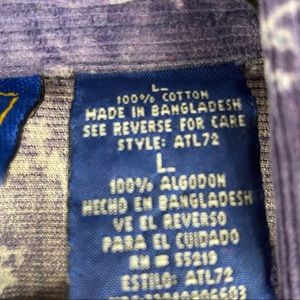 L
100% COTTON
MADE IN BANGLADESH
SEE REVERSE FOR CARE
STYLE: ATL72
L
100% ALGODON
HECHO EN BANGLADESH
VE EL REVERSO
PARA EL CUIDADO
RN# 55219
ESTILO: ATL72